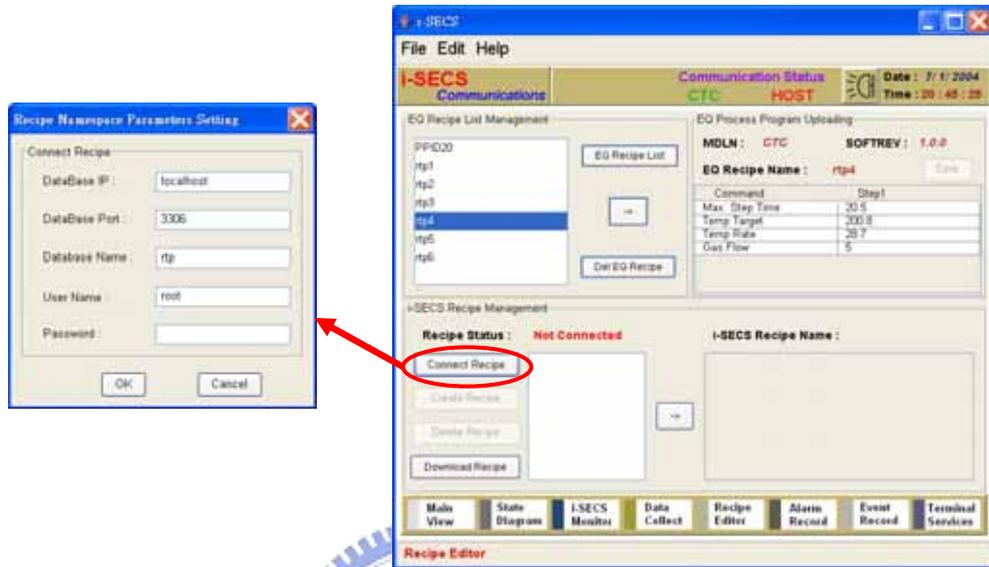 Recipe Namespace Parameters Setting
Connect Recipe
DataBase IP : localhost
DataBase Port : 3306
Database Name : rtp
User Name : root
Password :
OK Cancel
i-SECS
File Edit Help
i-SECS
Communications
Communication Status
CTC HOST
Date : 7/ 1/ 2004
Time : 20 : 48 : 28
EQ Recipe List Management
PPID20
rtp1
rtp2
rtp3
rtp4
rtp5
rtp6
EQ Recipe List
→
Del EQ Recipe
EQ Process Program Uploading
MDLN : CTC SOFTREV : 1.0.0
EQ Recipe Name : rtp4 Save
Command Step1
Max. Step Time 20.5
Temp Target 200.8
Temp Rate 28.7
Gas Flow 5
i-SECS Recipe Management
Recipe Status : Not Connected
i-SECS Recipe Name :
Connect Recipe
Create Recipe
Delete Recipe
Download Recipe
→
Main View
State Diagram
i-SECS Monitor
Data Collect
Recipe Editor
Alarm Record
Event Record
Terminal Services
Recipe Editor